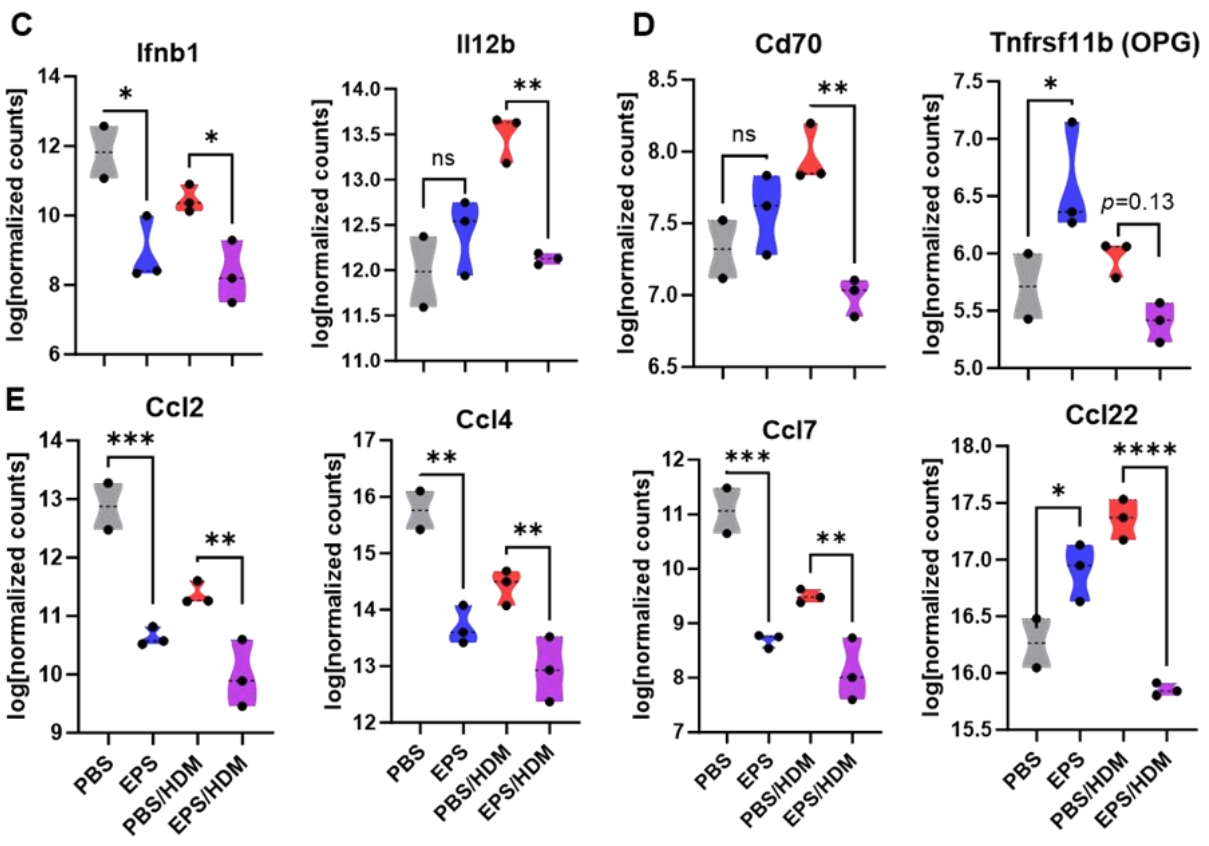 C
Ifnb1
log[normalized counts]
14
12
10
8
6
*
*
Il12b
log[normalized counts]
14.0
13.5
13.0
12.5
12.0
11.5
11.0
ns
**
D
Cd70
log[normalized counts]
8.5
8.0
7.5
7.0
6.5
ns
**
Tnfrsf11b (OPG)
log[normalized counts]
7.5
7.0
6.5
6.0
5.5
5.0
*
p=0.13
E
Ccl2
log[normalized counts]
14
13
12
11
10
9
***
**
PBS
EPS
PBS/HDM
EPS/HDM
Ccl4
log[normalized counts]
17
16
15
14
13
12
**
**
PBS
EPS
PBS/HDM
EPS/HDM
Ccl7
log[normalized counts]
12
11
10
9
8
7
***
**
PBS
EPS
PBS/HDM
EPS/HDM
Ccl22
log[normalized counts]
18.0
17.5
17.0
16.5
16.0
15.5
*
****
PBS
EPS
PBS/HDM
EPS/HDM